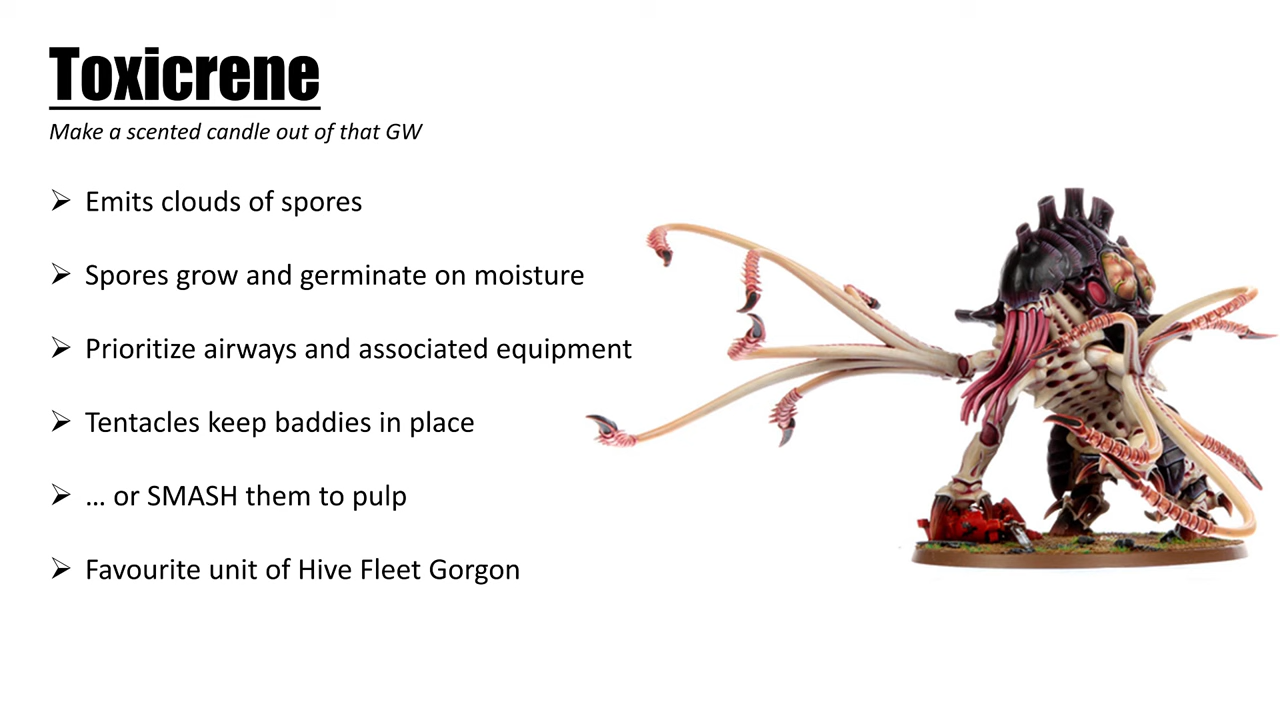 Toxicrene
Make a scented candle out of that GW
➢ Emits clouds of spores
➢ Spores grow and germinate on moisture
➢ Prioritize airways and associated equipment
➢ Tentacles keep baddies in place
➢ … or SMASH them to pulp
➢ Favourite unit of Hive Fleet Gorgon